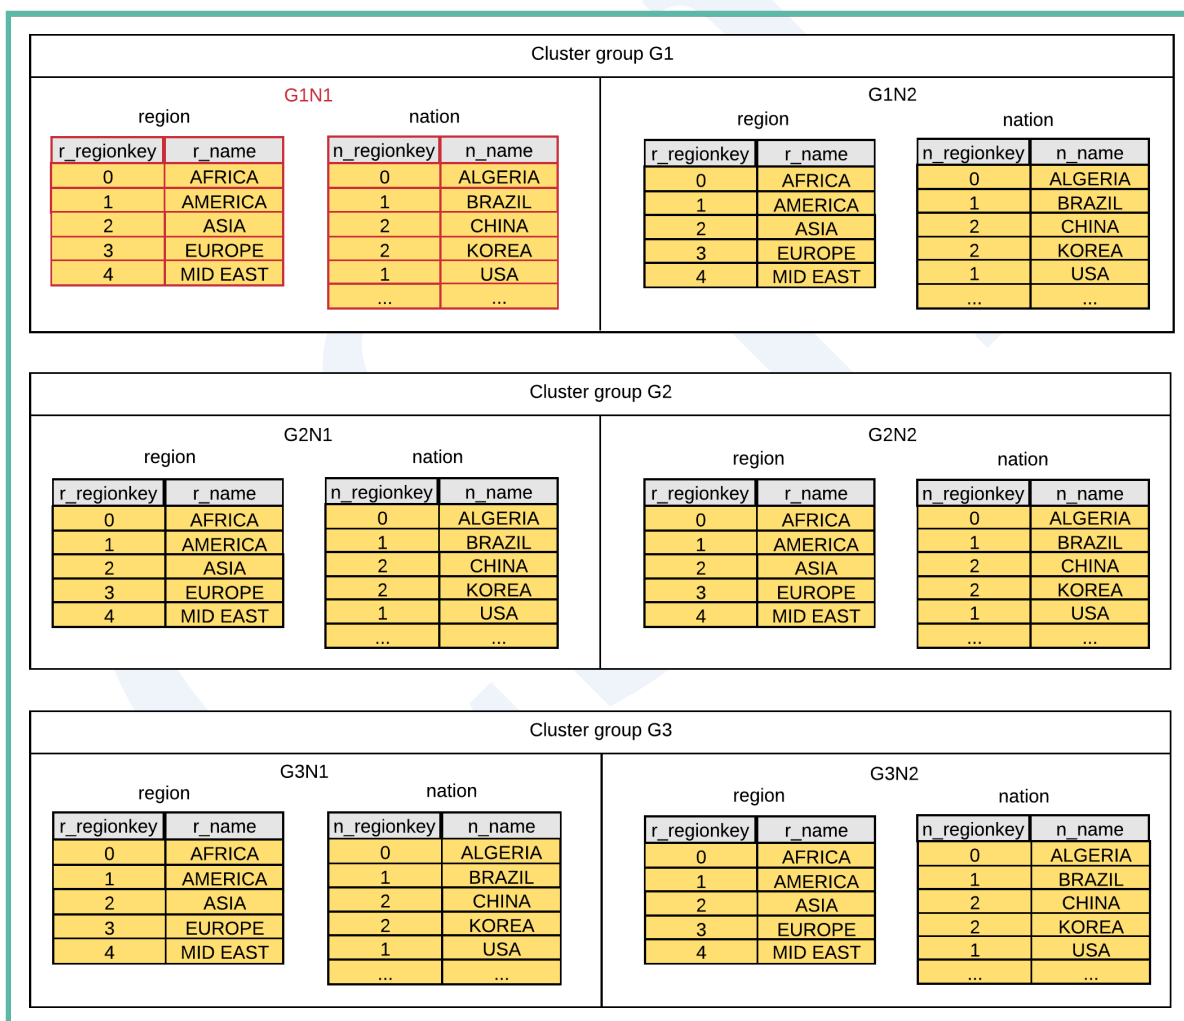 Cluster group G1
G1N1
region
nation
r_regionkey r_name
0 AFRICA
1 AMERICA
2 ASIA
3 EUROPE
4 MID EAST
n_regionkey n_name
0 ALGERIA
1 BRAZIL
2 CHINA
2 KOREA
1 USA
... ...
G1N2
region
nation
r_regionkey r_name
0 AFRICA
1 AMERICA
2 ASIA
3 EUROPE
4 MID EAST
n_regionkey n_name
0 ALGERIA
1 BRAZIL
2 CHINA
2 KOREA
1 USA
... ...
Cluster group G2
G2N1
region
nation
r_regionkey r_name
0 AFRICA
1 AMERICA
2 ASIA
3 EUROPE
4 MID EAST
n_regionkey n_name
0 ALGERIA
1 BRAZIL
2 CHINA
2 KOREA
1 USA
... ...
G2N2
region
nation
r_regionkey r_name
0 AFRICA
1 AMERICA
2 ASIA
3 EUROPE
4 MID EAST
n_regionkey n_name
0 ALGERIA
1 BRAZIL
2 CHINA
2 KOREA
1 USA
... ...
Cluster group G3
G3N1
region
nation
r_regionkey r_name
0 AFRICA
1 AMERICA
2 ASIA
3 EUROPE
4 MID EAST
n_regionkey n_name
0 ALGERIA
1 BRAZIL
2 CHINA
2 KOREA
1 USA
... ...
G3N2
region
nation
r_regionkey r_name
0 AFRICA
1 AMERICA
2 ASIA
3 EUROPE
4 MID EAST
n_regionkey n_name
0 ALGERIA
1 BRAZIL
2 CHINA
2 KOREA
1 USA
... ...